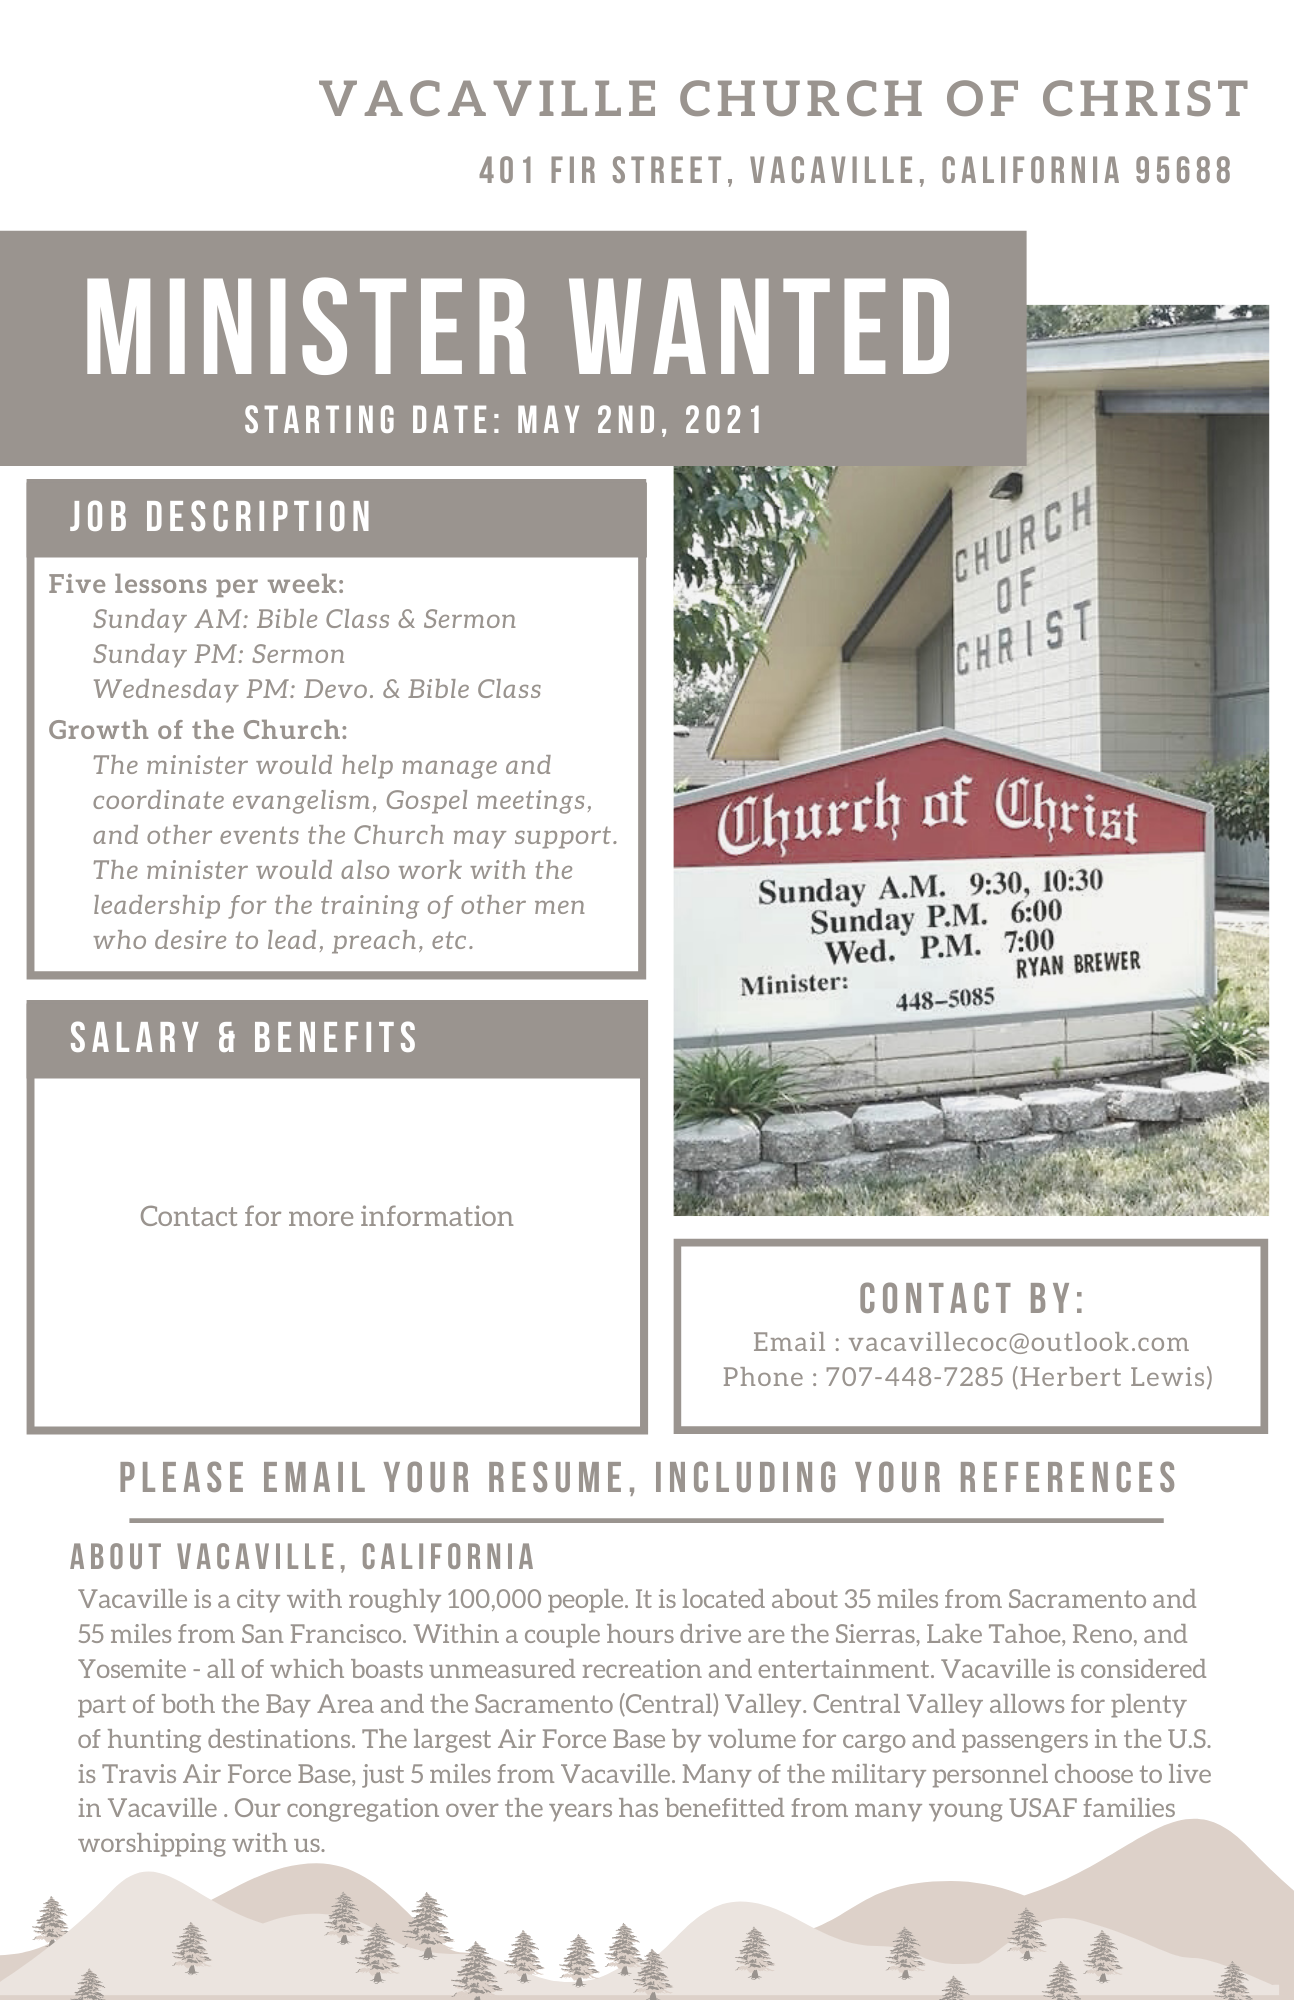 VACAVILLE CHURCH OF CHRIST
401 FIR STREET, VACAVILLE, CALIFORNIA 95688
MINISTER WANTED
STARTING DATE: MAY 2ND, 2021
JOB DESCRIPTION
Five lessons per week:
Sunday AM: Bible Class & Sermon
Sunday PM: Sermon
Wednesday PM: Devo. & Bible Class
Growth of the Church:
The minister would help manage and
coordinate evangelism, Gospel meetings,
and other events the Church may support.
The minister would also work with the
leadership for the training of other men
who desire to lead, preach, etc.
SALARY & BENEFITS
Contact for more information
CHURCH
OF
CHRIST
Church of Christ
Sunday A.M. 9:30, 10:30
Sunday P.M. 6:00
Wed. P.M. 7:00
Minister: RYAN BREWER
448-5085
CONTACT BY:
Email : vacavillecoc@outlook.com
Phone : 707-448-7285 (Herbert Lewis)
PLEASE EMAIL YOUR RESUME, INCLUDING YOUR REFERENCES
ABOUT VACAVILLE, CALIFORNIA
Vacaville is a city with roughly 100,000 people. It is located about 35 miles from Sacramento and
55 miles from San Francisco. Within a couple hours drive are the Sierras, Lake Tahoe, Reno, and
Yosemite - all of which boasts unmeasured recreation and entertainment. Vacaville is considered
part of both the Bay Area and the Sacramento (Central) Valley. Central Valley allows for plenty
of hunting destinations. The largest Air Force Base by volume for cargo and passengers in the U.S.
is Travis Air Force Base, just 5 miles from Vacaville. Many of the military personnel choose to live
in Vacaville . Our congregation over the years has benefitted from many young USAF families
worshipping with us.